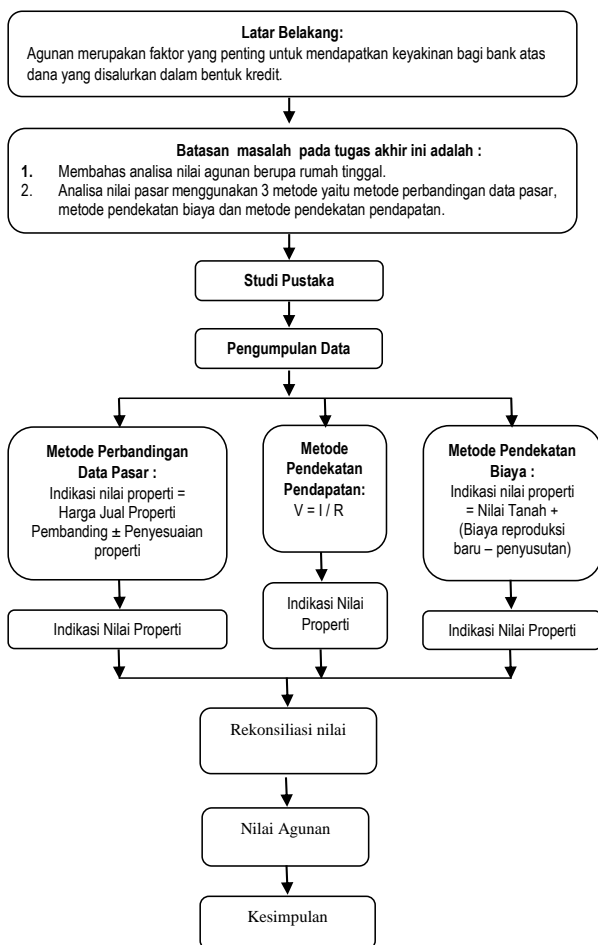 Latar Belakang:
Agunan merupakan faktor yang penting untuk mendapatkan keyakinan bagi bank atas
dana yang disalurkan dalam bentuk kredit.
Batasan masalah pada tugas akhir ini adalah :
1. Membahas analisa nilai agunan berupa rumah tinggal.
2. Analisa nilai pasar menggunakan 3 metode yaitu metode perbandingan data pasar,
metode pendekatan biaya dan metode pendekatan pendapatan.
Studi Pustaka
Pengumpulan Data
Metode Perbandingan
Data Pasar :
Indikasi nilai properti =
Harga Jual Properti
Pembanding ± Penyesuaian
properti
Metode
Pendekatan
Pendapatan:
V = I / R
Metode Pendekatan
Biaya :
Indikasi nilai properti
= Nilai Tanah +
(Biaya reproduksi
baru – penyusutan)
Indikasi Nilai Properti
Indikasi Nilai
Properti
Indikasi Nilai Properti
Rekonsiliasi nilai
Nilai Agunan
Kesimpulan